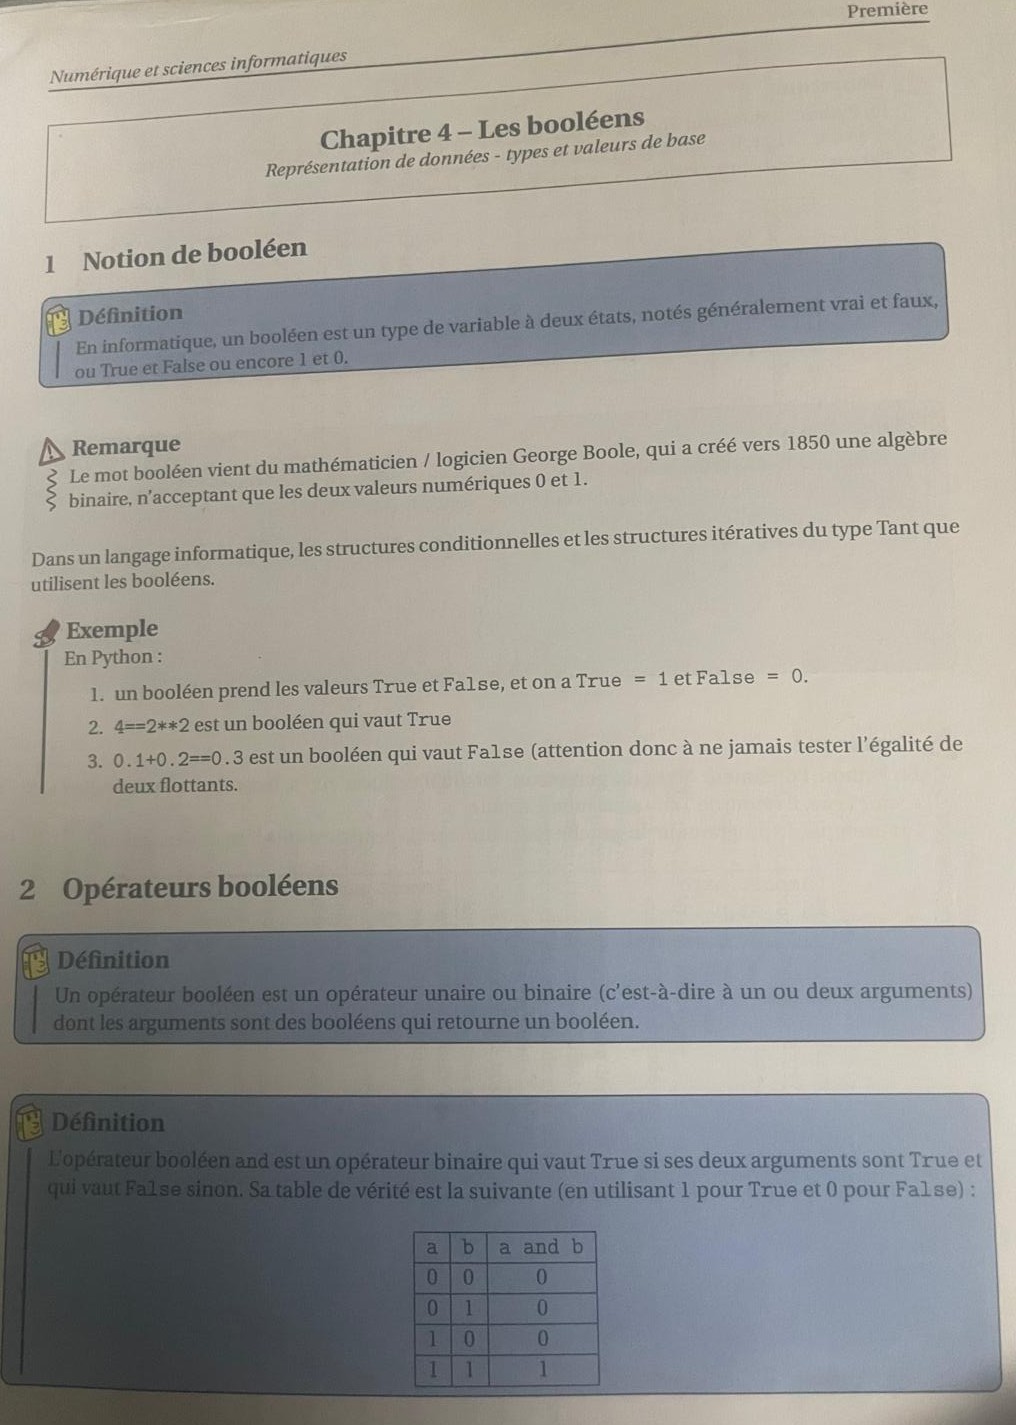 Première
Numérique et sciences informatiques
Chapitre 4 – Les booléens
Représentation de données - types et valeurs de base
1 Notion de booléen
Définition
En informatique, un booléen est un type de variable à deux états, notés généralement vrai et faux,
ou True et False ou encore 1 et 0.
Remarque
Le mot booléen vient du mathématicien / logicien George Boole, qui a créé vers 1850 une algèbre
binaire, n'acceptant que les deux valeurs numériques 0 et 1.
Dans un langage informatique, les structures conditionnelles et les structures itératives du type Tant que
utilisent les booléens.
Exemple
En Python :
1. un booléen prend les valeurs True et False, et on a True = 1 et False = 0.
2. 4==2**2 est un booléen qui vaut True
3. 0.1+0.2==0.3 est un booléen qui vaut False (attention donc à ne jamais tester l'égalité de
deux flottants.
2 Opérateurs booléens
Définition
Un opérateur booléen est un opérateur unaire ou binaire (c'est-à-dire à un ou deux arguments)
dont les arguments sont des booléens qui retourne un booléen.
Définition
L'opérateur booléen and est un opérateur binaire qui vaut True si ses deux arguments sont True et
qui vaut False sinon. Sa table de vérité est la suivante (en utilisant 1 pour True et 0 pour False) :
a b a and b
0 0 0
0 1 0
1 0 0
1 1 1